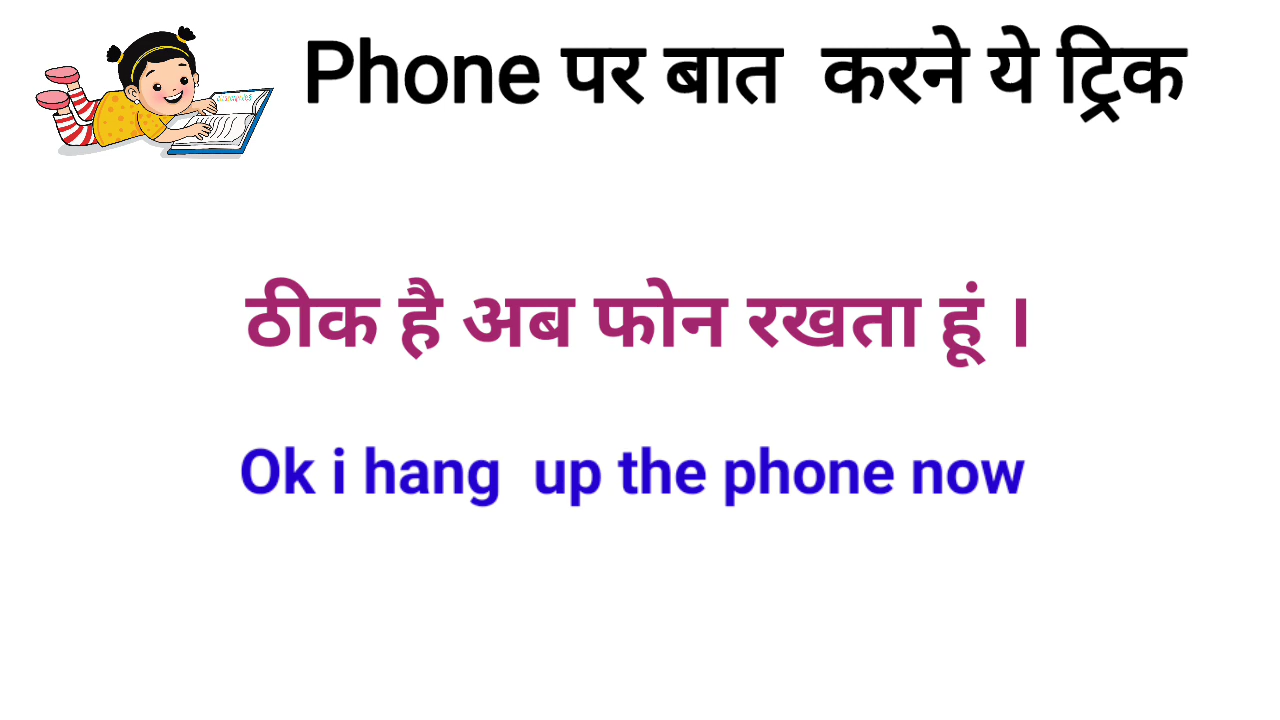 Phone पर बात करने ये ट्रिक
ठीक है अब फोन रखता हूं ।
Ok i hang up the phone now